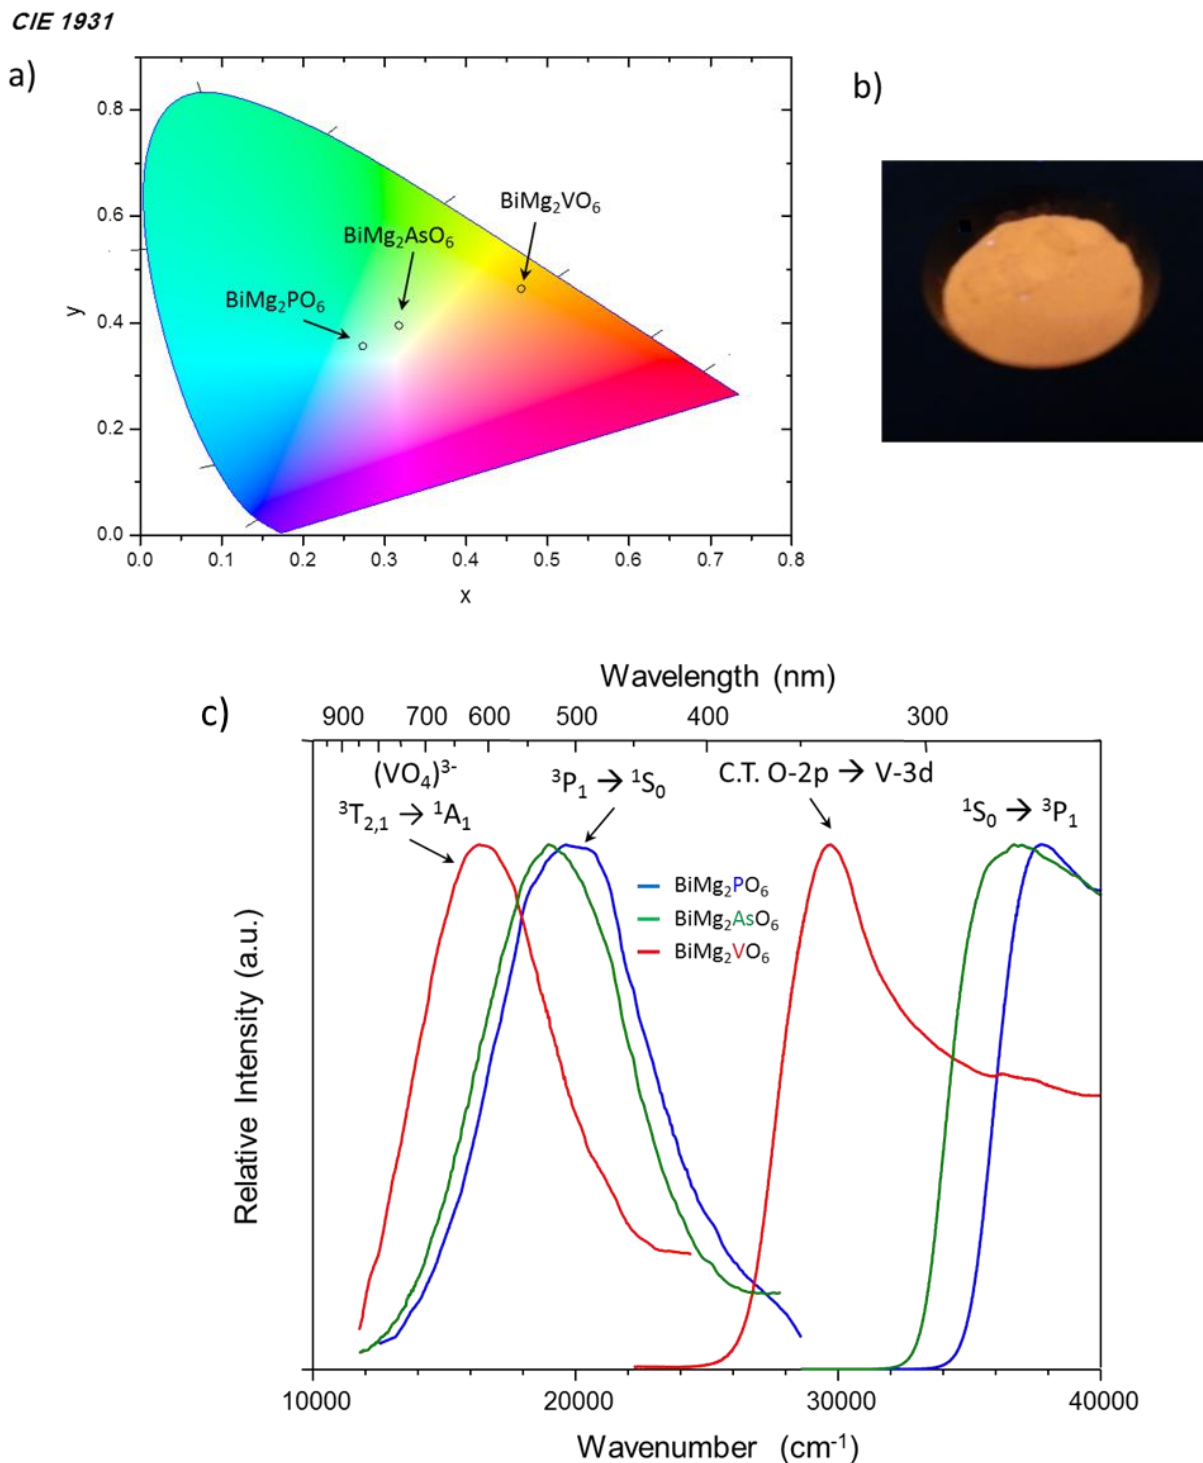 CIE 1931
a)
b)
0.8
0.6
0.4
0.2
0.0
y
BiMg₂VO₆
BiMg₂AsO₆
BiMg₂PO₆
0.0 0.1 0.2 0.3 0.4 0.5 0.6 0.7 0.8
x
c)
Wavelength (nm)
900 700 600 500 400 300
(VO₄)³⁻
³T₂,₁ → ¹A₁
³P₁ → ¹S₀
C.T. O-2p → V-3d
¹S₀ → ³P₁
BiMg₂PO₆
BiMg₂AsO₆
BiMg₂VO₆
Relative Intensity (a.u.)
10000 20000 30000 40000
Wavenumber (cm⁻¹)